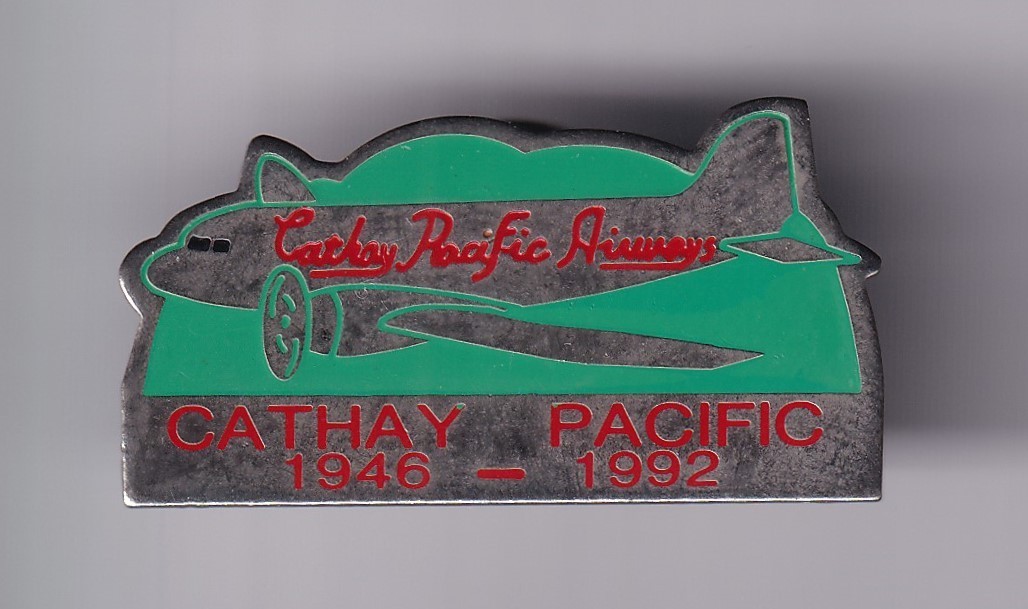 Cathay Pacific Airways
CATHAY PACIFIC
1946 – 1992